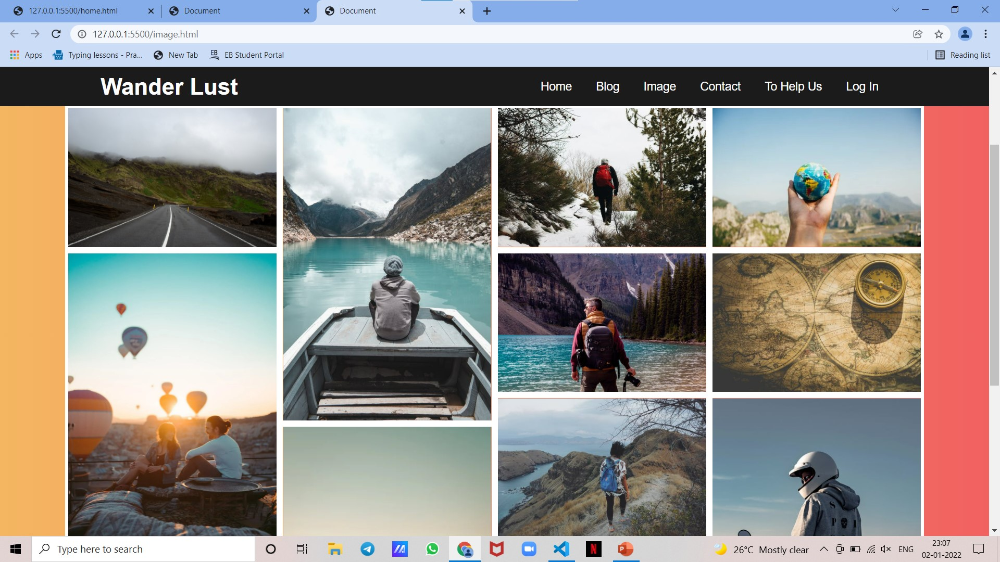 127.0.0.1:5500/home.html
Document
Document
127.0.0.1:5500/image.html
Apps
Typing lessons - Pra...
New Tab
EB
EB Student Portal
Reading list
Wander Lust
Home
Blog
Image
Contact
To Help Us
Log In
Type here to search
26°C Mostly clear
ENG
23:07
02-01-2022